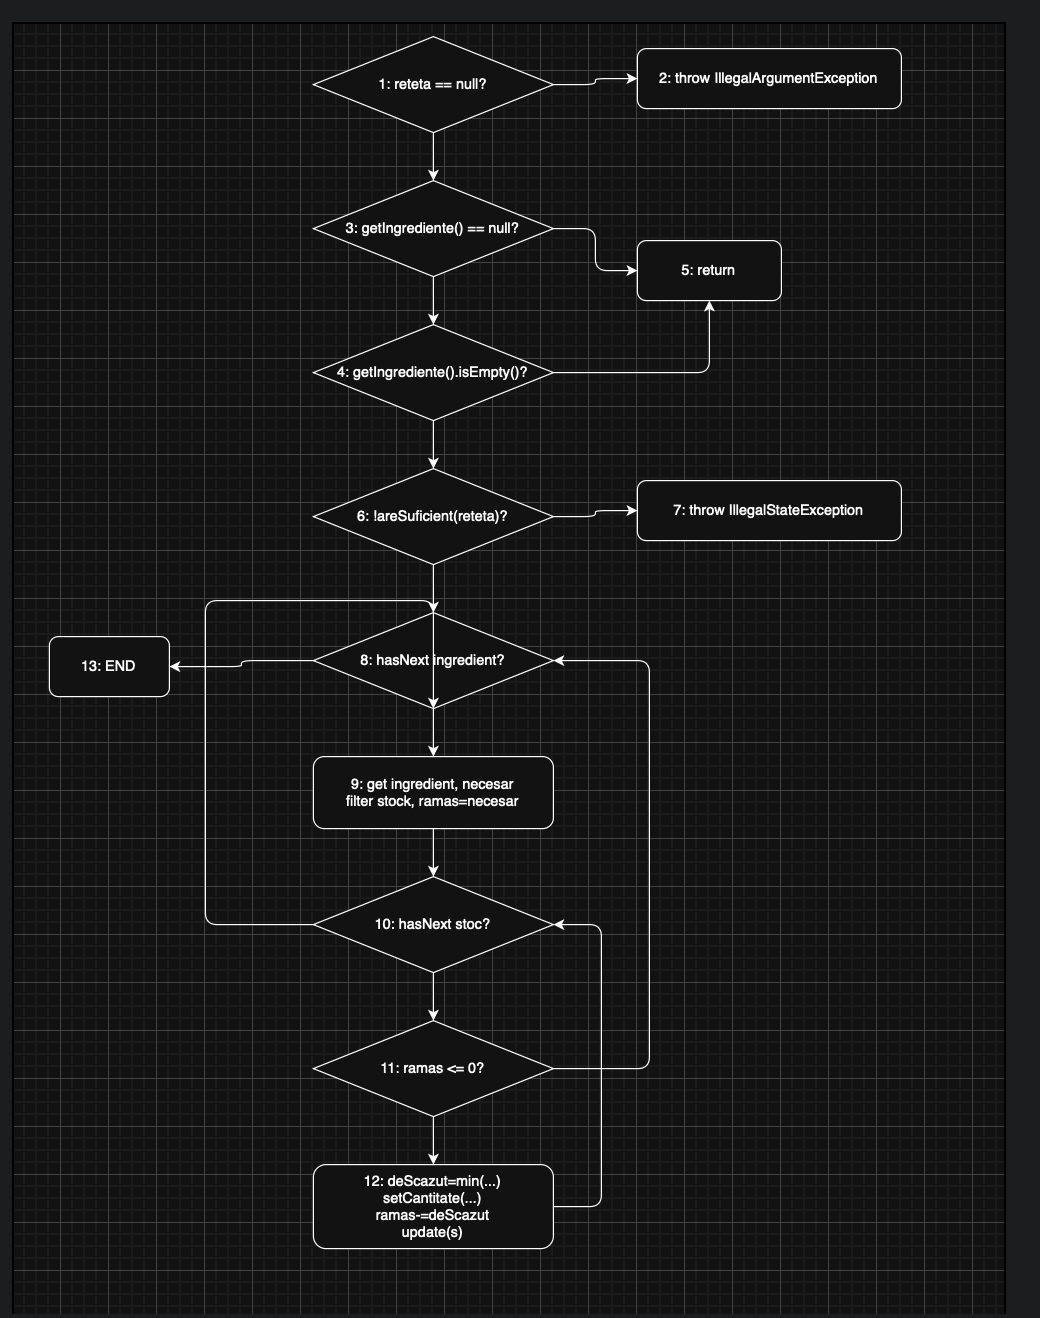 1: reteta == null?
2: throw IllegalArgumentException
3: getIngrediente() == null?
5: return
4: getIngrediente().isEmpty()?
6: !areSuficient(reteta)?
7: throw IllegalStateException
13: END
8: hasNext ingredient?
9: get ingredient, necesar
filter stock, ramas=necesar
10: hasNext stoc?
11: ramas <= 0?
12: deScazut=min(...)
setCantitate(...)
ramas-=deScazut
update(s)